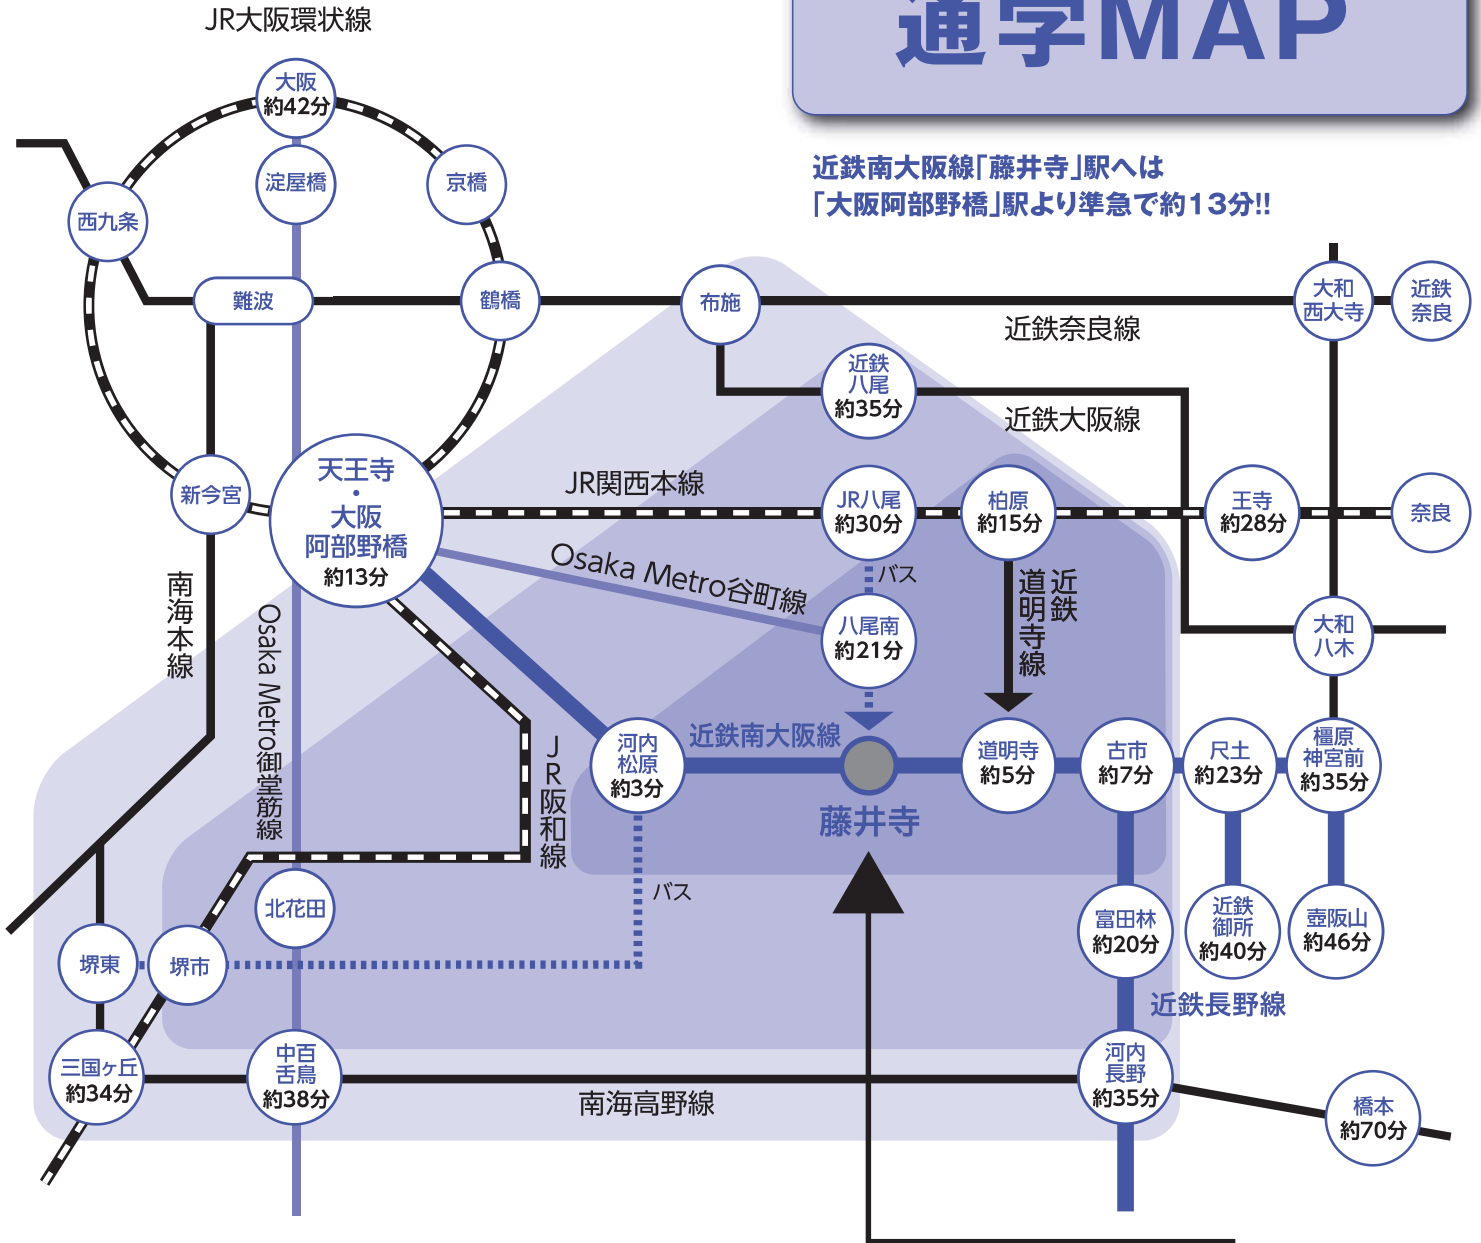 JR大阪環状線
通学MAP
近鉄南大阪線「藤井寺」駅へは
「大阪阿部野橋」駅より準急で約13分!!
大阪
約42分
淀屋橋
京橋
西九条
難波
鶴橋
布施
大和
西大寺
近鉄
奈良
近鉄奈良線
近鉄
八尾
約35分
近鉄大阪線
天王寺
・
大阪
阿部野橋
約13分
新今宮
JR関西本線
JR八尾
約30分
柏原
約15分
王寺
約28分
奈良
バス
Osaka Metro谷町線
近鉄
道明寺線
南海本線
Osaka Metro御堂筋線
八尾南
約21分
大和
八木
JR阪和線
河内
松原
約3分
近鉄南大阪線
藤井寺
道明寺
約5分
古市
約7分
尺土
約23分
橿原
神宮前
約35分
バス
北花田
富田林
約20分
近鉄
御所
約40分
壺阪山
約46分
堺東
堺市
近鉄長野線
三国ヶ丘
約34分
中百
舌鳥
約38分
河内
長野
約35分
南海高野線
橋本
約70分